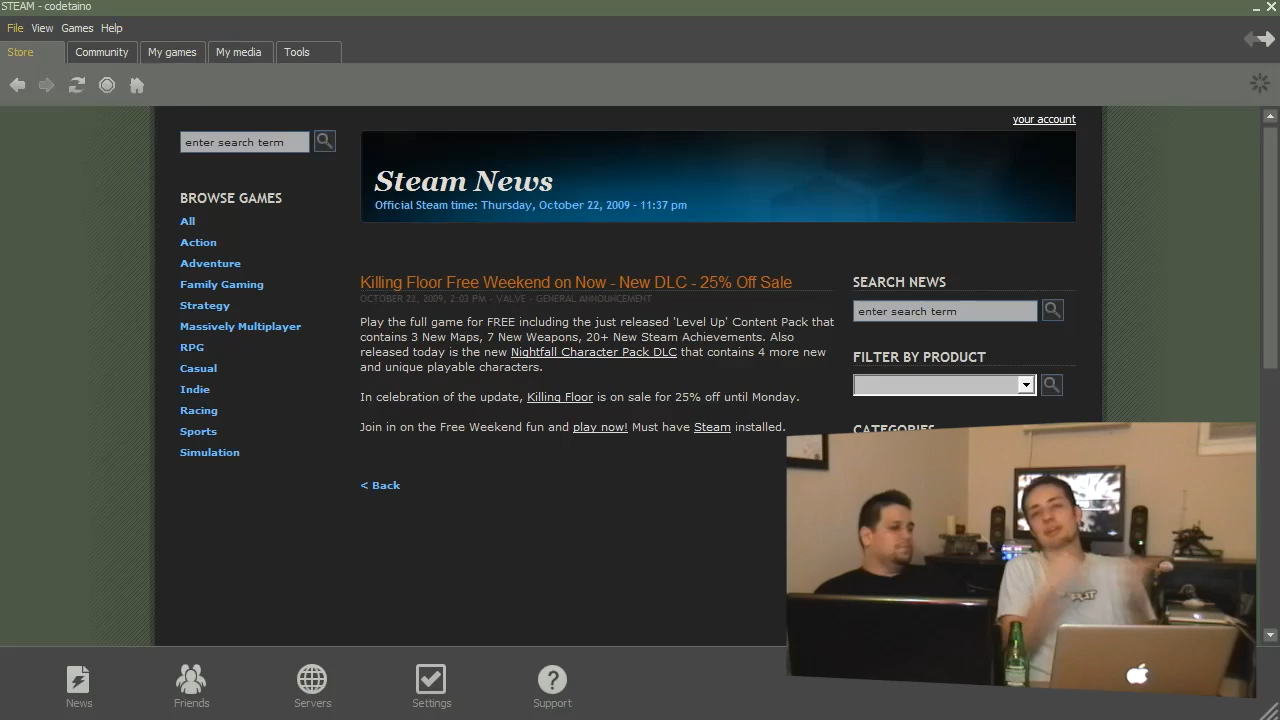 STEAM - codetaino
File View Games Help
Store Community My games My media Tools
your account
enter search term
Steam News
Official Steam time: Thursday, October 22, 2009 - 11:37 pm
BROWSE GAMES
All
Action
Adventure
Family Gaming
Strategy
Massively Multiplayer
RPG
Casual
Indie
Racing
Sports
Simulation
Killing Floor Free Weekend on Now - New DLC - 25% Off Sale
OCTOBER 22, 2009, 2:03 PM - VALVE - GENERAL ANNOUNCEMENT
Play the full game for FREE including the just released 'Level Up' Content Pack that
contains 3 New Maps, 7 New Weapons, 20+ New Steam Achievements. Also
released today is the new Nightfall Character Pack DLC that contains 4 more new
and unique playable characters.
In celebration of the update, Killing Floor is on sale for 25% off until Monday.
Join in on the Free Weekend fun and play now! Must have Steam installed.
< Back
SEARCH NEWS
enter search term
FILTER BY PRODUCT
CATEGORIES
News Friends Servers Settings Support